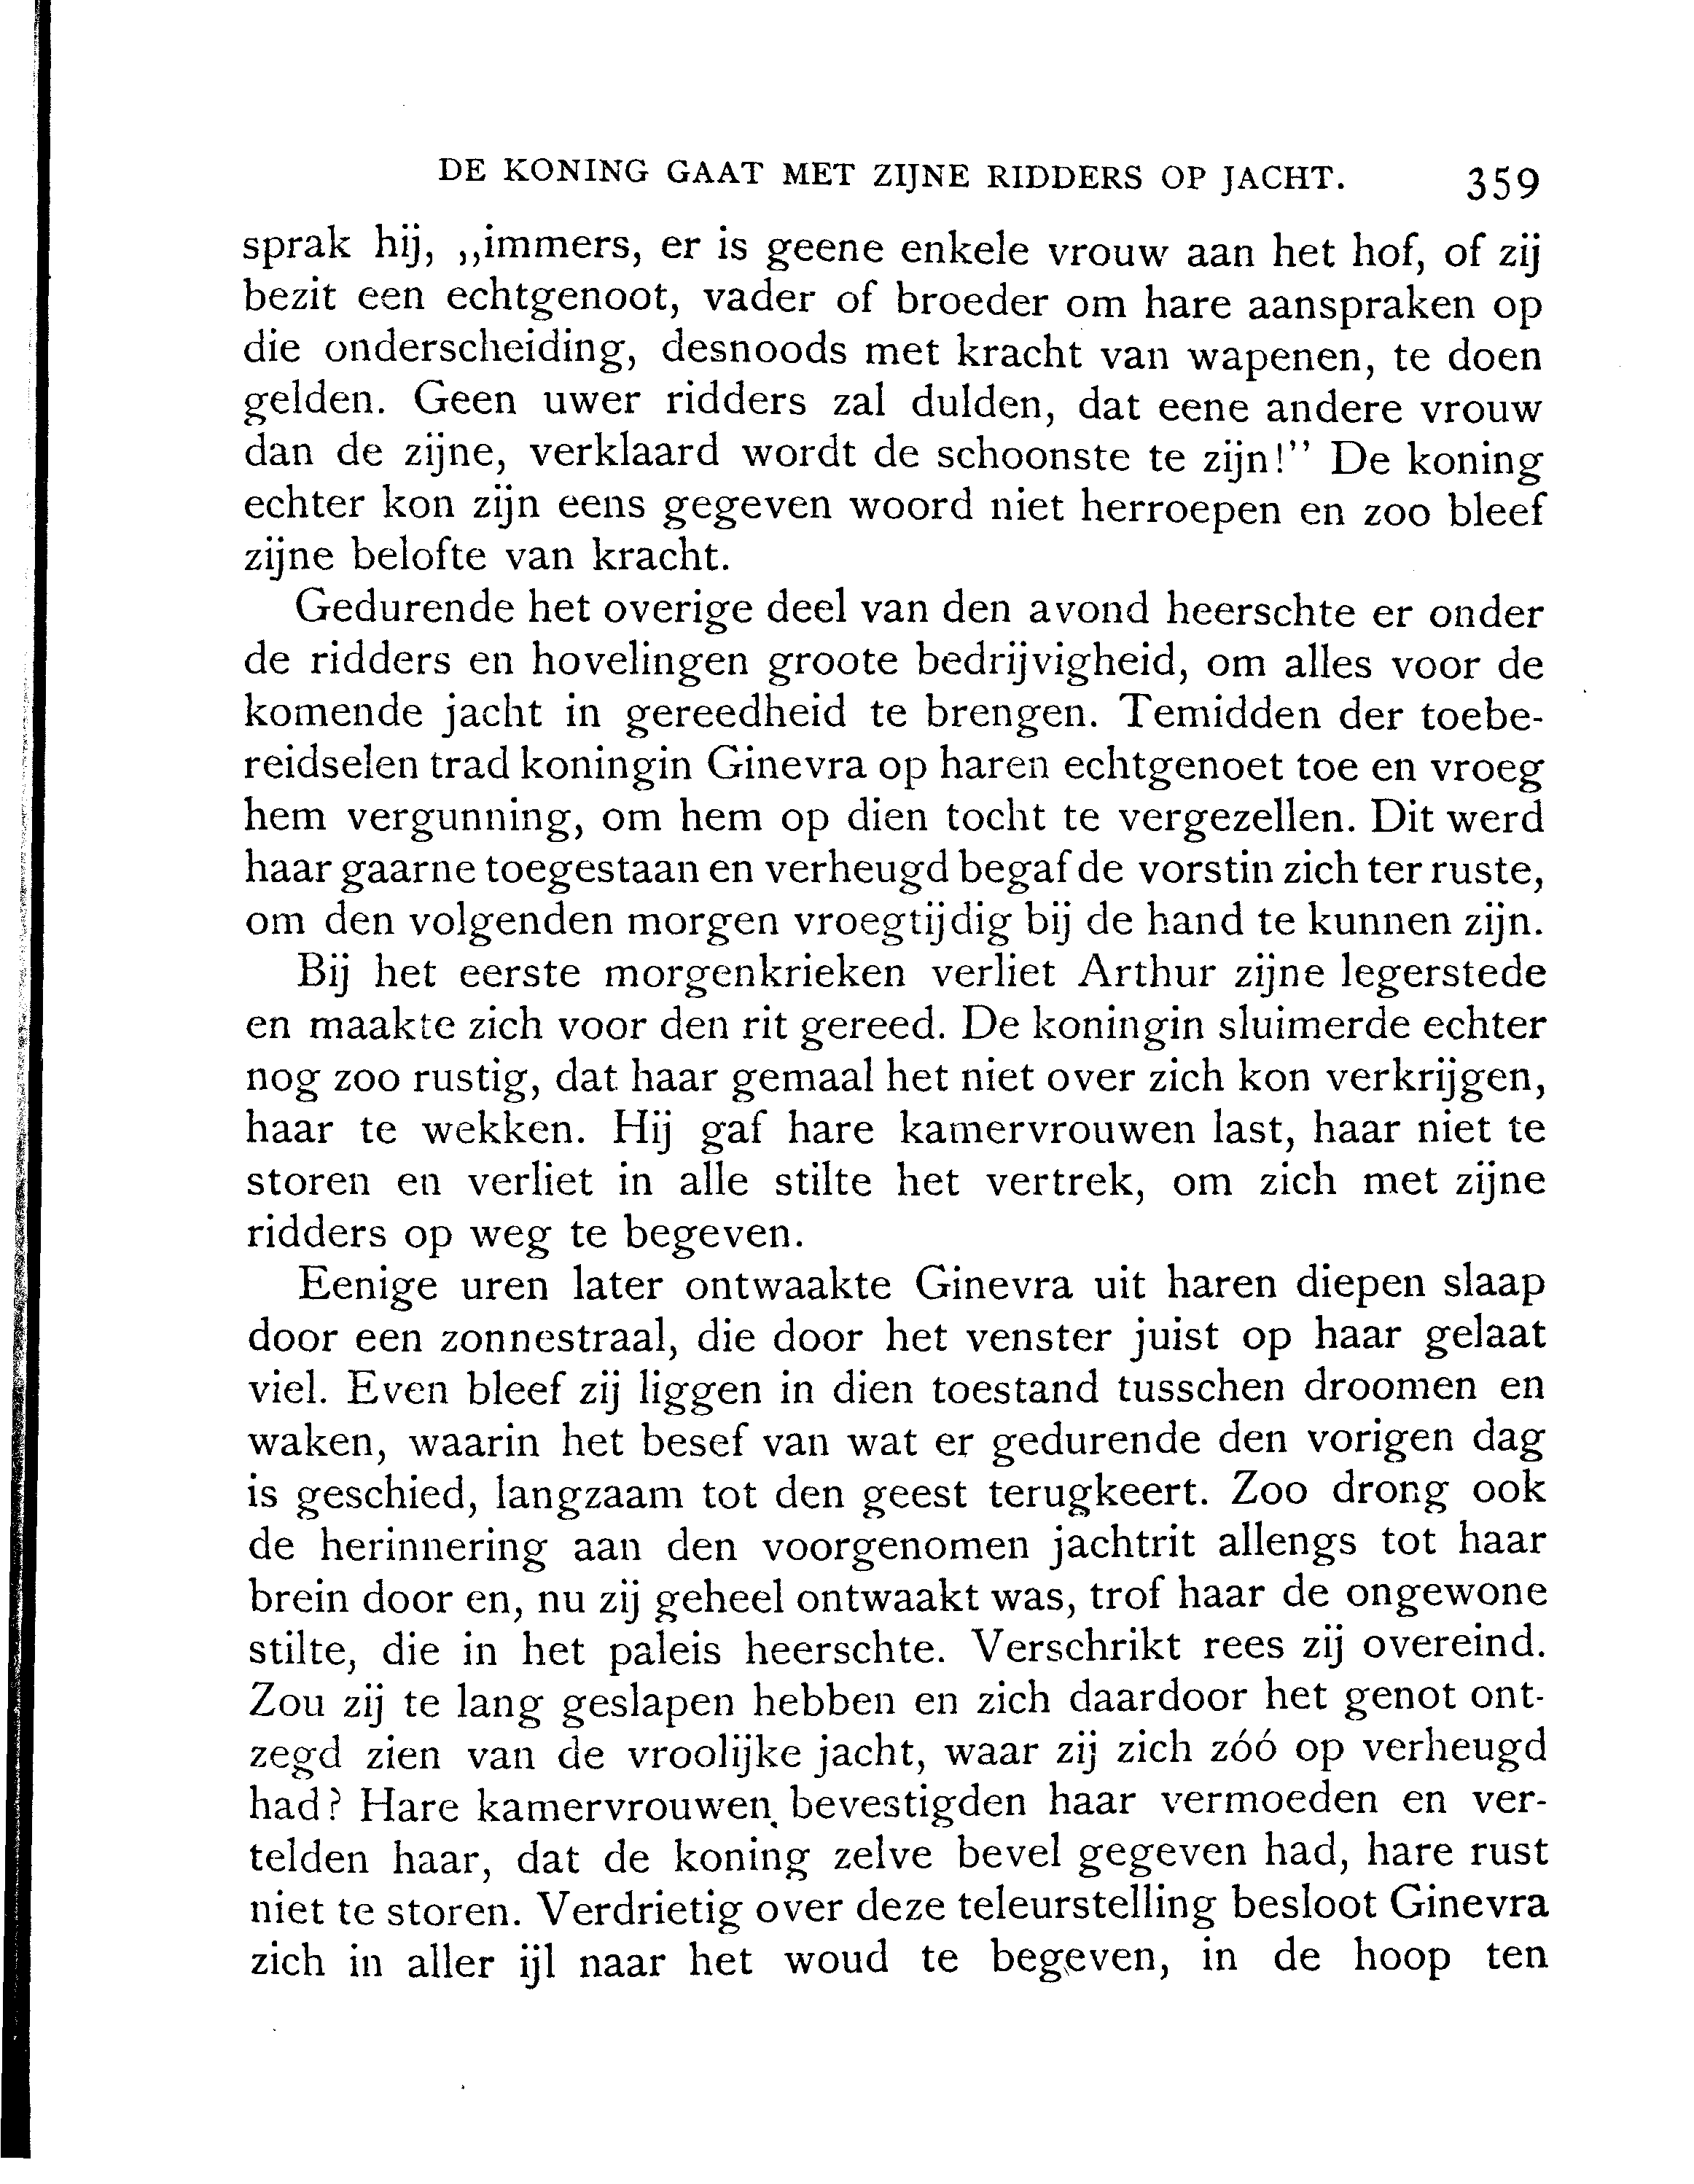 DE KONING GAAT MET ZIJNE RIDDERS OP JACHT. 359
sprak hij, ,,immers, er is geene enkele vrouw aan het hof, of zij
bezit een echtgenoot, vader of broeder om hare aanspraken op
die onderscheiding, desnoods met kracht van wapenen, te doen
gelden. Geen uwer ridders zal dulden, dat eene andere vrouw
dan de zijne, verklaard wordt de schoonste te zijn!” De koning
echter kon zijn eens gegeven woord niet herroepen en zoo bleef
zijne belofte van kracht.
Gedurende het overige deel van den avond heerschte er onder
de ridders en hovelingen groote bedrijvigheid, om alles voor de
komende jacht in gereedheid te brengen. Temidden der toebe-
reidselen trad koningin Ginevra op haren echtgenoet toe en vroeg
hem vergunning, om hem op dien tocht te vergezellen. Dit werd
haar gaarne toegestaan en verheugd begaf de vorstin zich ter ruste,
om den volgenden morgen vroegtijdig bij de hand te kunnen zijn.
Bij het eerste morgenkrieken verliet Arthur zijne legerstede
en maakte zich voor den rit gereed. De koningin sluimerde echter
nog zoo rustig, dat haar gemaal het niet over zich kon verkrijgen,
haar te wekken. Hij gaf hare kamervrouwen last, haar niet te
storen en verliet in alle stilte het vertrek, om zich met zijne
ridders op weg te begeven.
Eenige uren later ontwaakte Ginevra uit haren diepen slaap
door een zonnestraal, die door het venster juist op haar gelaat
viel. Even bleef zij liggen in dien toestand tusschen droomen en
waken, waarin het besef van wat er gedurende den vorigen dag
is geschied, langzaam tot den geest terugkeert. Zoo drong ook
de herinnering aan den voorgenomen jachtrit allengs tot haar
brein door en, nu zij geheel ontwaakt was, trof haar de ongewone
stilte, die in het paleis heerschte. Verschrikt rees zij overeind.
Zou zij te lang geslapen hebben en zich daardoor het genot ont-
zegd zien van de vroolijke jacht, waar zij zich zóó op verheugd
had? Hare kamervrouwen bevestigden haar vermoeden en ver-
telden haar, dat de koning zelve bevel gegeven had, hare rust
niet te storen. Verdrietig over deze teleurstelling besloot Ginevra
zich in aller ijl naar het woud te begeven, in de hoop ten